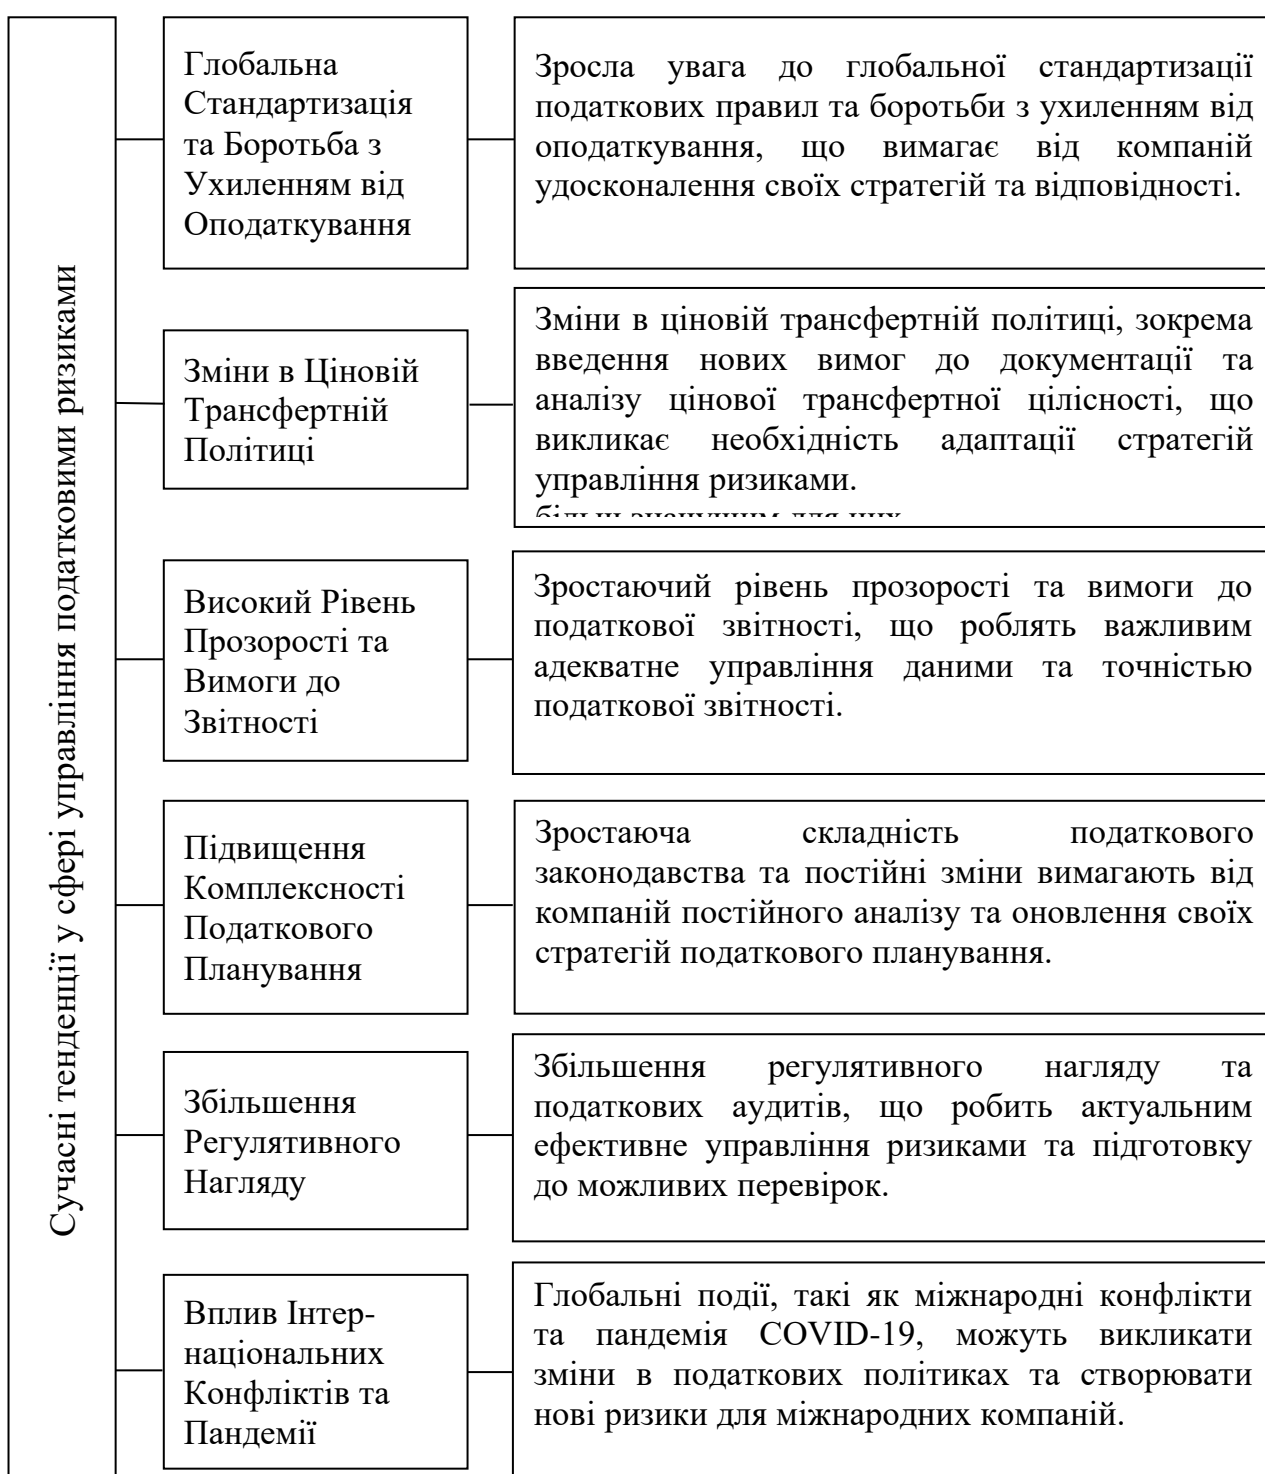 Сучасні тенденції у сфері управління податковими ризиками
Глобальна
Стандартизація
та Боротьба з
Ухиленням від
Оподаткування
Зросла увага до глобальної стандартизації
податкових правил та боротьби з ухиленням від
оподаткування, що вимагає від компаній
удосконалення своїх стратегій та відповідності.
Зміни в Ціновій
Трансфертній
Політиці
Зміни в ціновій трансфертній політиці, зокрема
введення нових вимог до документації та
аналізу цінової трансфертної цілісності, що
викликає необхідність адаптації стратегій
управління ризиками.
більш значущим для них
Високий Рівень
Прозорості та
Вимоги до
Звітності
Зростаючий рівень прозорості та вимоги до
податкової звітності, що роблять важливим
адекватне управління даними та точністью
податкової звітності.
Підвищення
Комплексності
Податкового
Планування
Зростаюча складність податкового
законодавства та постійні зміни вимагають від
компаній постійного аналізу та оновлення своїх
стратегій податкового планування.
Збільшення
Регулятивного
Нагляду
Збільшення регулятивного нагляду та
податкових аудитів, що робить актуальним
ефективне управління ризиками та підготовку
до можливих перевірок.
Вплив Інтер-
національних
Конфліктів та
Пандемії
Глобальні події, такі як міжнародні конфлікти
та пандемія COVID-19, можуть викликати
зміни в податкових політиках та створювати
нові ризики для міжнародних компаній.